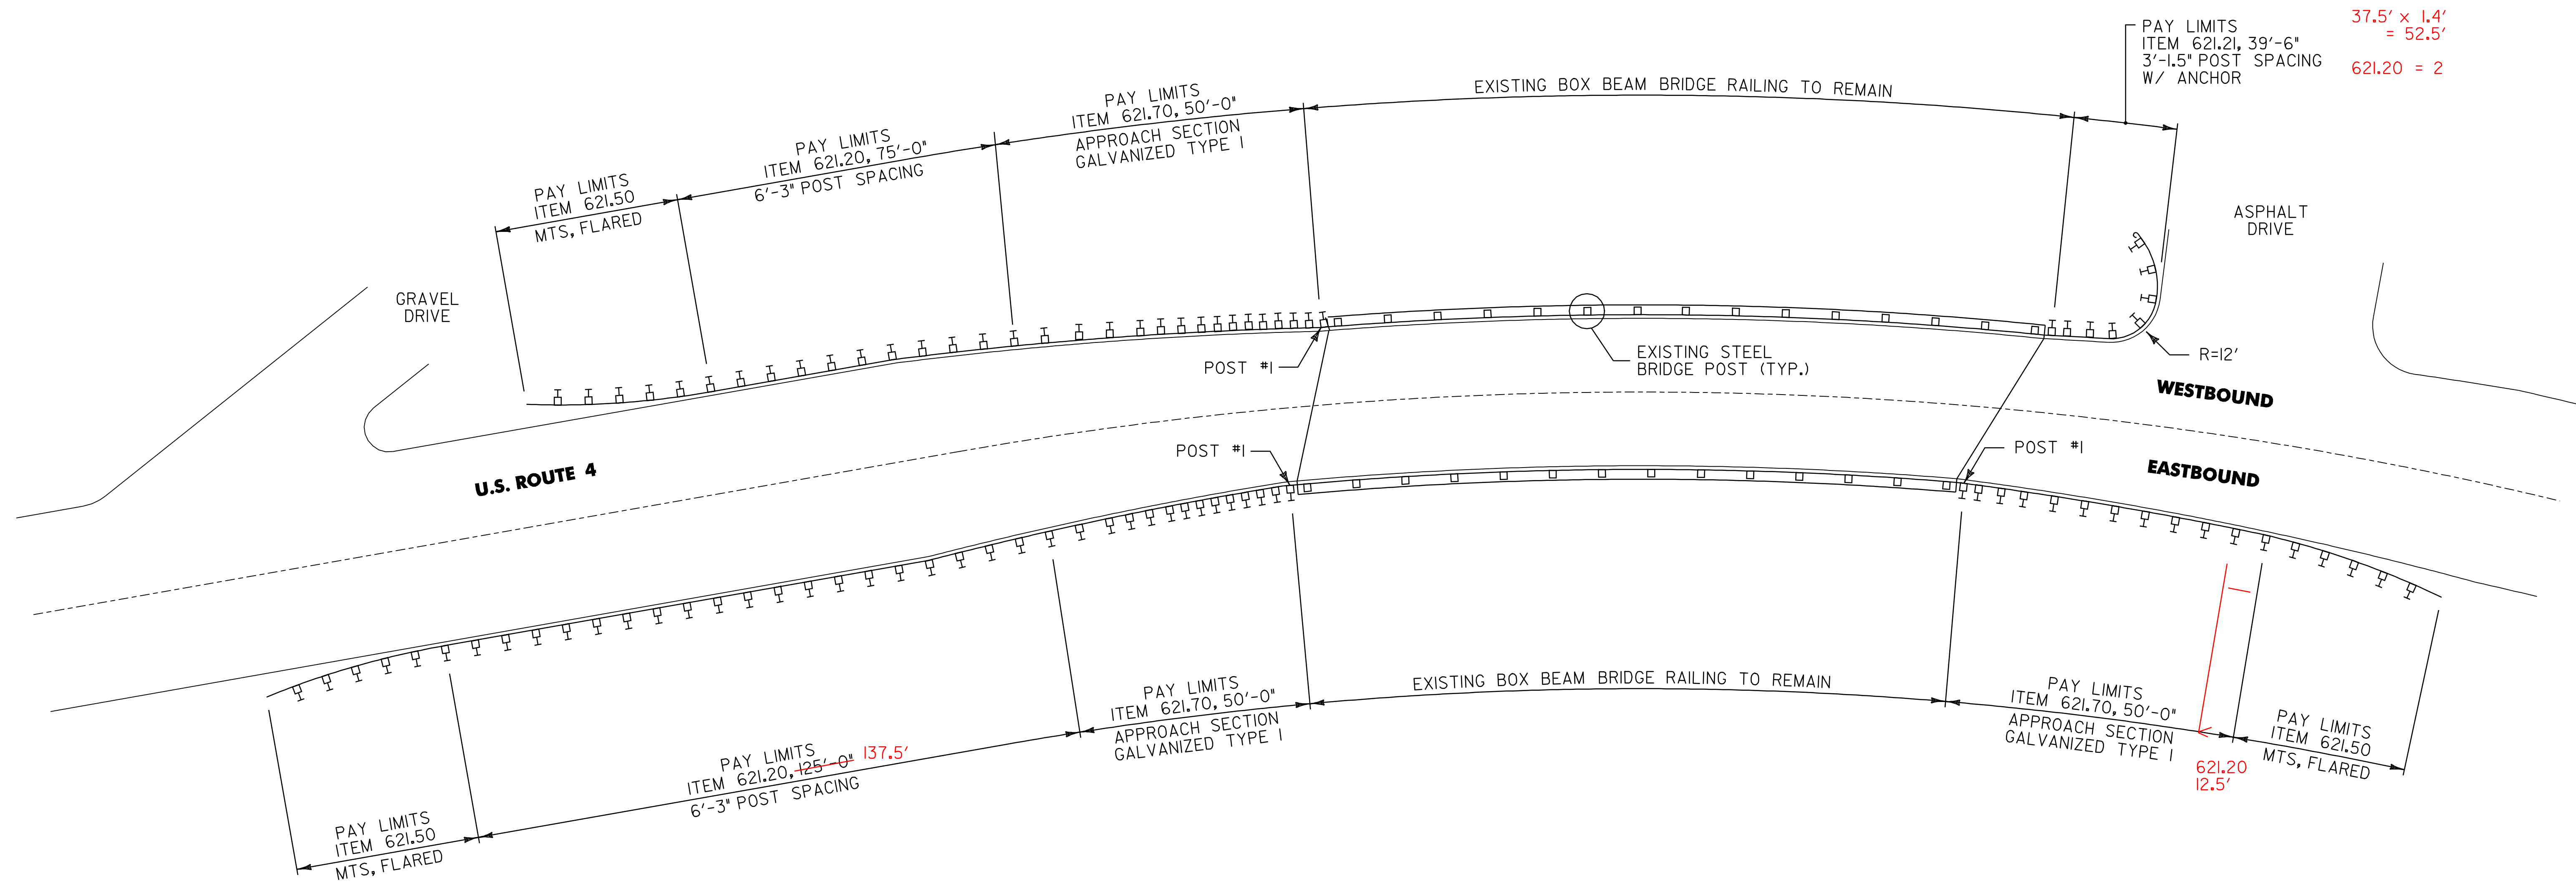 PAY LIMITS
ITEM 621.21, 39'-6"
3'-1.5" POST SPACING
W/ ANCHOR
37.5' x 1.4'
= 52.5'
621.20 = 2
EXISTING BOX BEAM BRIDGE RAILING TO REMAIN
PAY LIMITS
ITEM 621.70, 50'-0"
APPROACH SECTION
GALVANIZED TYPE I
PAY LIMITS
ITEM 621.20, 75'-0"
6'-3" POST SPACING
PAY LIMITS
ITEM 621.50
MTS, FLARED
GRAVEL
DRIVE
ASPHALT
DRIVE
POST #1
EXISTING STEEL
BRIDGE POST (TYP.)
R=12'
WESTBOUND
POST #1
POST #1
U.S. ROUTE 4
EASTBOUND
EXISTING BOX BEAM BRIDGE RAILING TO REMAIN
PAY LIMITS
ITEM 621.70, 50'-0"
APPROACH SECTION
GALVANIZED TYPE I
PAY LIMITS
ITEM 621.70, 50'-0"
APPROACH SECTION
GALVANIZED TYPE I
621.20
12.5'
PAY LIMITS
ITEM 621.50
MTS, FLARED
PAY LIMITS
ITEM 621.20, 125'-0" 137.5'
6'-3" POST SPACING
PAY LIMITS
ITEM 621.50
MTS, FLARED